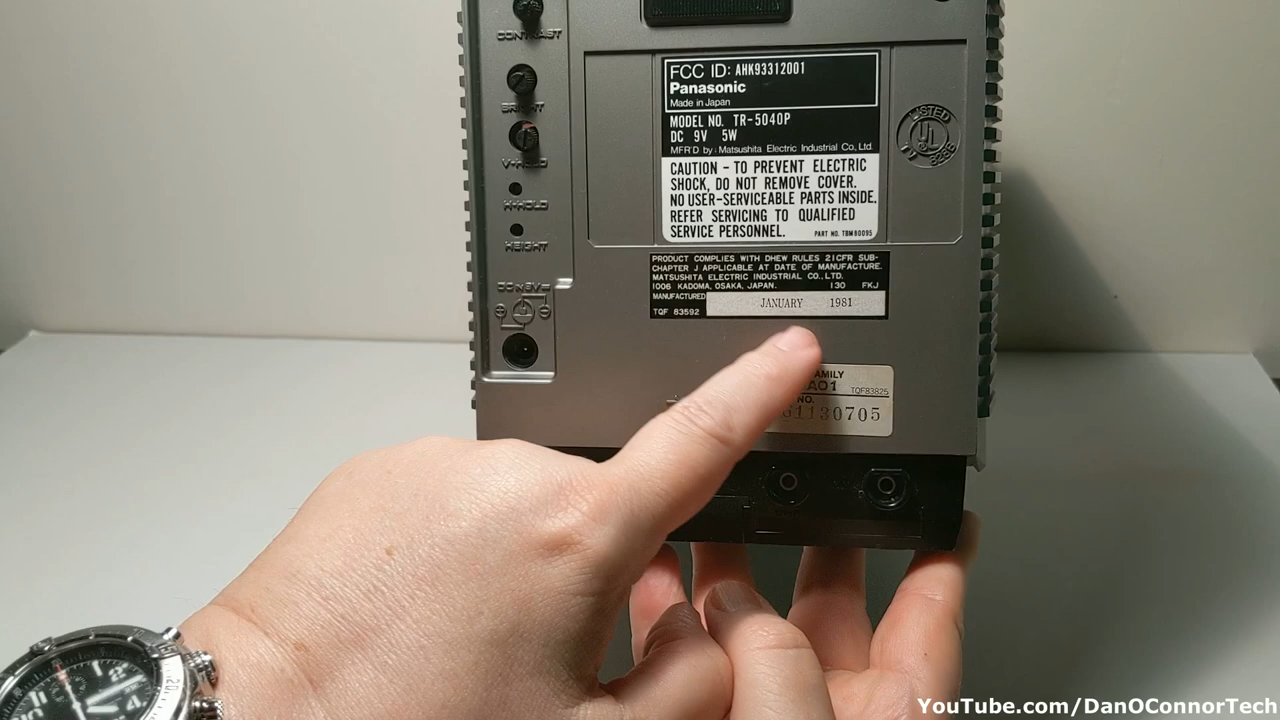 CONTRAST
BRIGHT
V-HOLD
H-HOLD
HEIGHT
DC IN 9V
FCC ID: AHK93312001
Panasonic
Made in Japan
MODEL NO. TR-5040P
DC 9V 5W
MFR'D by: Matsushita Electric Industrial Co., Ltd.
CAUTION - TO PREVENT ELECTRIC
SHOCK, DO NOT REMOVE COVER.
NO USER-SERVICEABLE PARTS INSIDE.
REFER SERVICING TO QUALIFIED
SERVICE PERSONNEL.
PART NO. TBM80095
LISTED
UL
PRODUCT COMPLIES WITH DHEW RULES 21CFR SUB-
CHAPTER J APPLICABLE AT DATE OF MANUFACTURE.
MATSUSHITA ELECTRIC INDUSTRIAL CO., LTD.
1006 KADOMA, OSAKA, JAPAN. 130 FKJ
MANUFACTURED
JANUARY 1981
TQF 83592
AMILY
A01 TQF83825
NO.
1130705
YouTube.com/DanOConnorTech